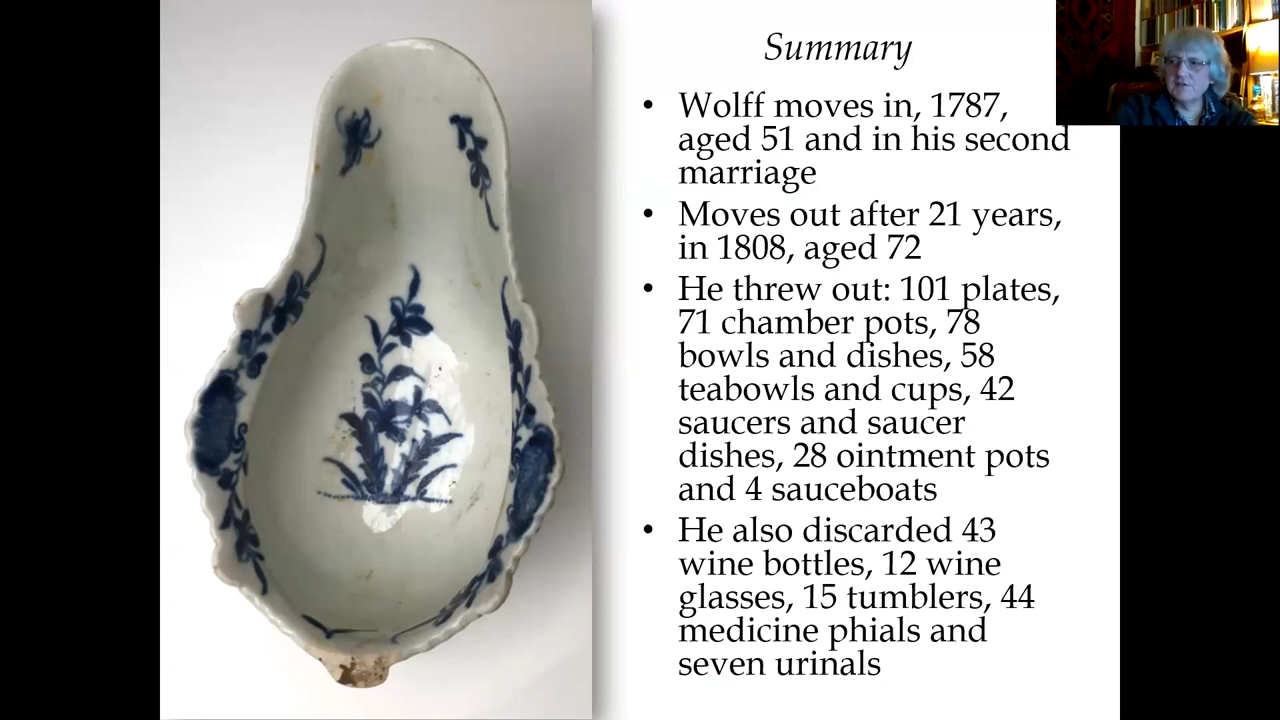 Summary
• Wolff moves in, 1787,
aged 51 and in his second
marriage
• Moves out after 21 years,
in 1808, aged 72
• He threw out: 101 plates,
71 chamber pots, 78
bowls and dishes, 58
teabowls and cups, 42
saucers and saucer
dishes, 28 ointment pots
and 4 sauceboats
• He also discarded 43
wine bottles, 12 wine
glasses, 15 tumblers, 44
medicine phials and
seven urinals